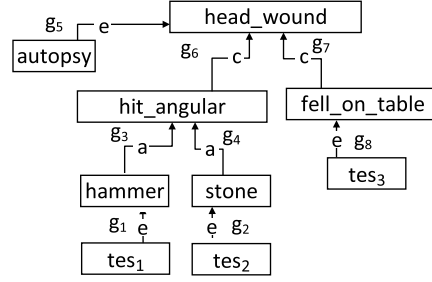 head_wound
g5 e
autopsy
g6 c c g7
hit_angular
fell_on_table
g3 a a g4
e g8
hammer stone
tes3
g1 e e g2
tes1 tes2